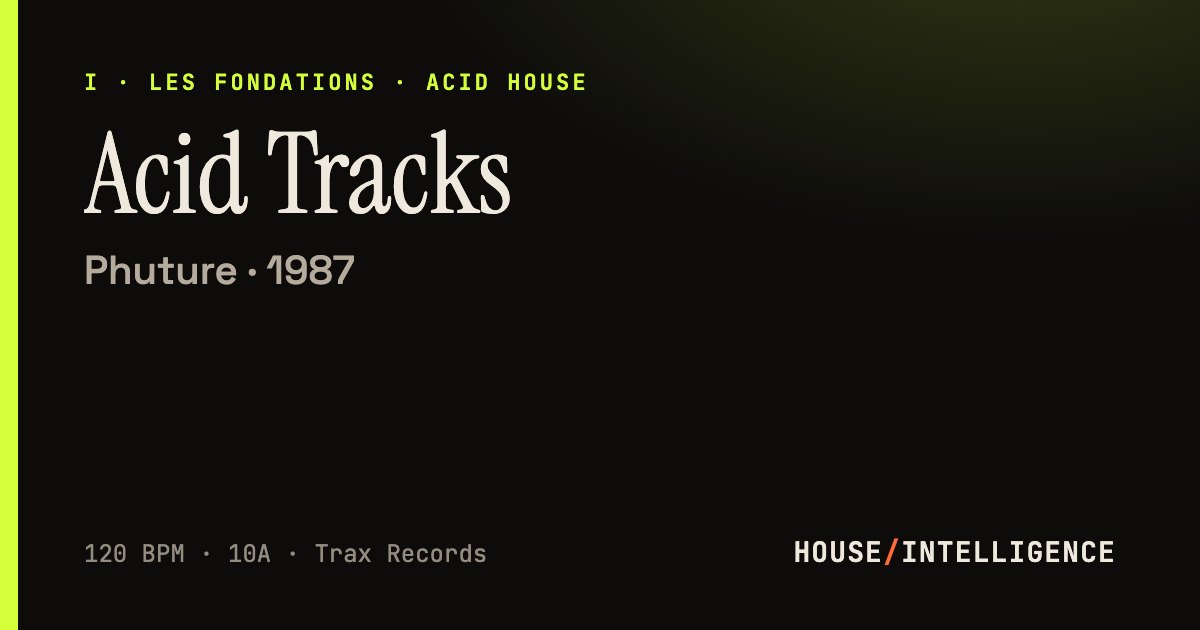 I · LES FONDATIONS · ACID HOUSE
Acid Tracks
Phuture · 1987
120 BPM · 10A · Trax Records
HOUSE/INTELLIGENCE